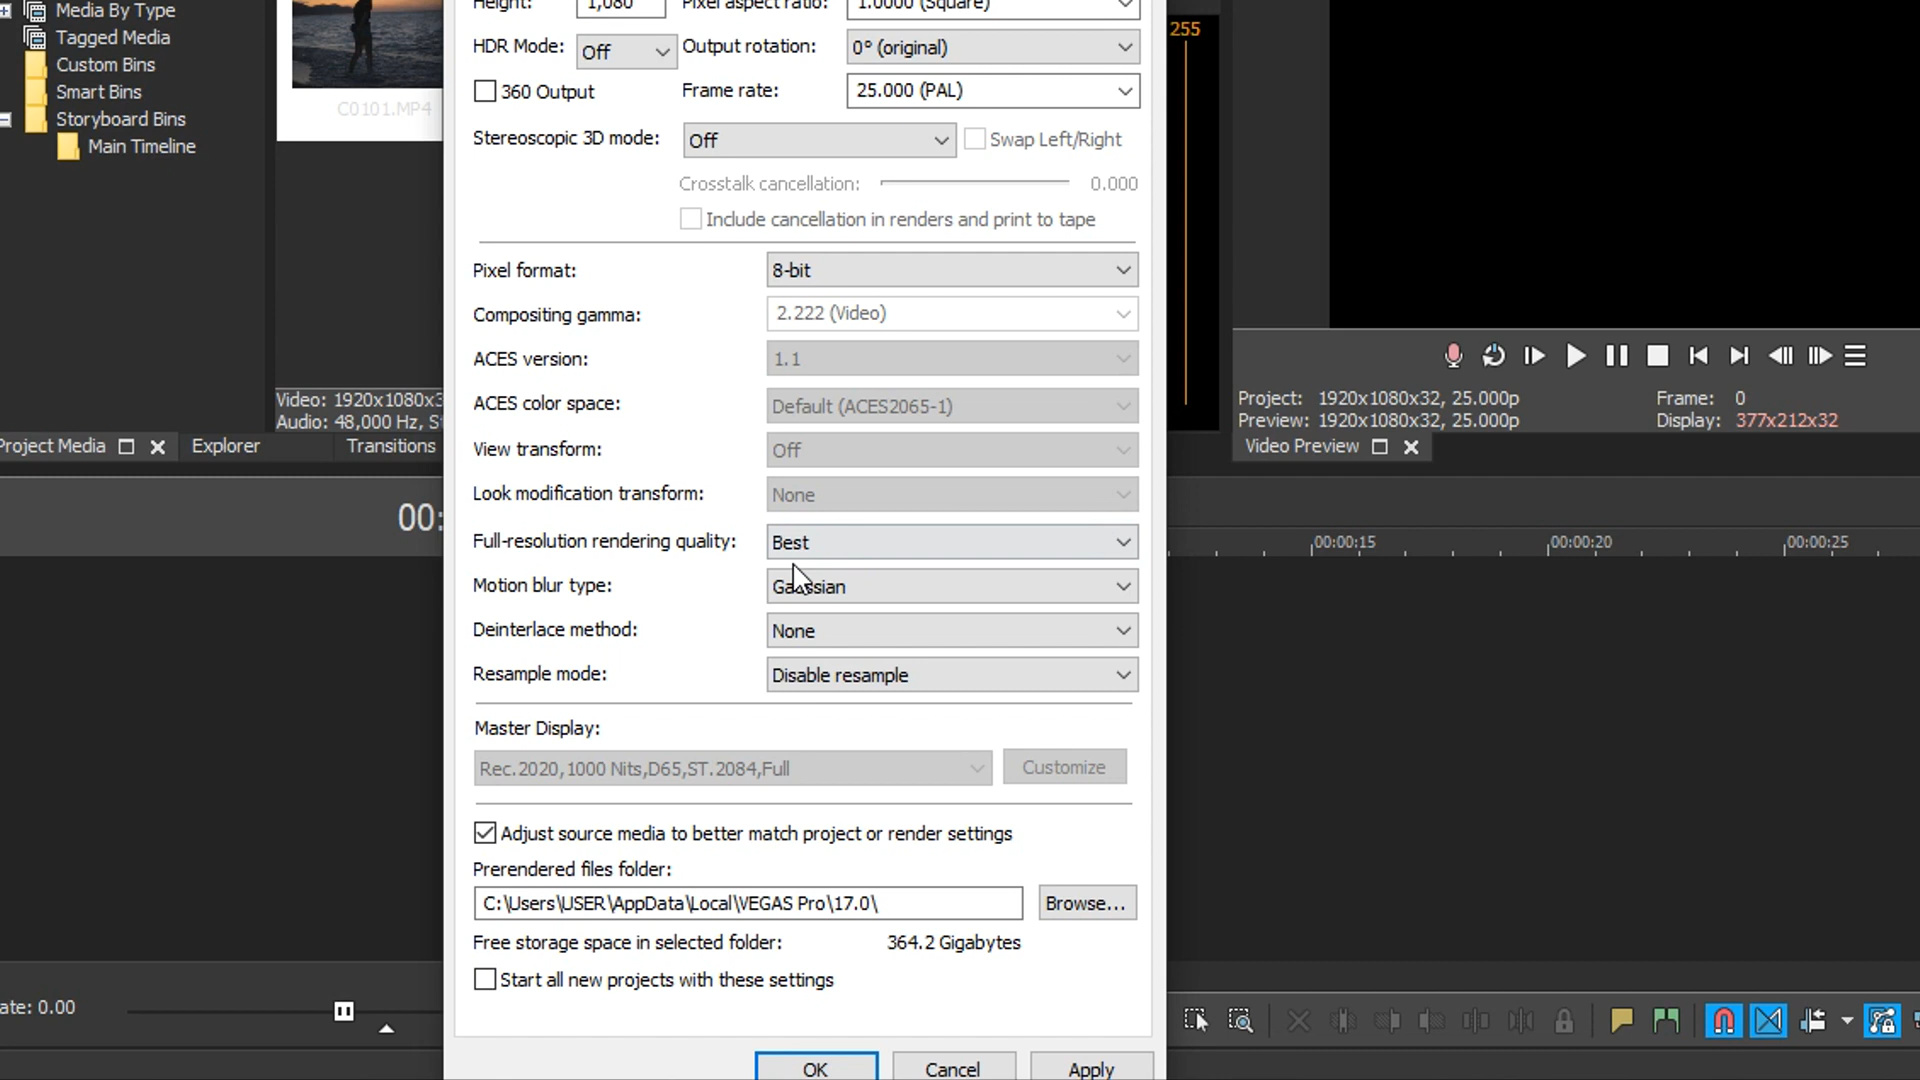 Media By Type
Tagged Media
Custom Bins
Smart Bins
Storyboard Bins
Main Timeline
C0101.MP4
Video: 1920x1080x3
Audio: 48,000 Hz, St
Project Media
Explorer
Transitions
00:
ate: 0.00
Height: 1,080 Pixel aspect ratio: 1.0000 (Square)
HDR Mode: Off Output rotation: 0° (original)
360 Output Frame rate: 25.000 (PAL)
Stereoscopic 3D mode: Off Swap Left/Right
Crosstalk cancellation: 0.000
Include cancellation in renders and print to tape
Pixel format: 8-bit
Compositing gamma: 2.222 (Video)
ACES version: 1.1
ACES color space: Default (ACES2065-1)
View transform: Off
Look modification transform: None
Full-resolution rendering quality: Best
Motion blur type: Gaussian
Deinterlace method: None
Resample mode: Disable resample
Master Display:
Rec.2020,1000 Nits,D65,ST.2084,Full Customize
Adjust source media to better match project or render settings
Prerendered files folder:
C:\Users\USER\AppData\Local\VEGAS Pro\17.0\ Browse...
Free storage space in selected folder: 364.2 Gigabytes
Start all new projects with these settings
OK Cancel Apply
255
Project: 1920x1080x32, 25.000p Frame: 0
Preview: 1920x1080x32, 25.000p Display: 377x212x32
Video Preview
00:00:15 00:00:20 00:00:25